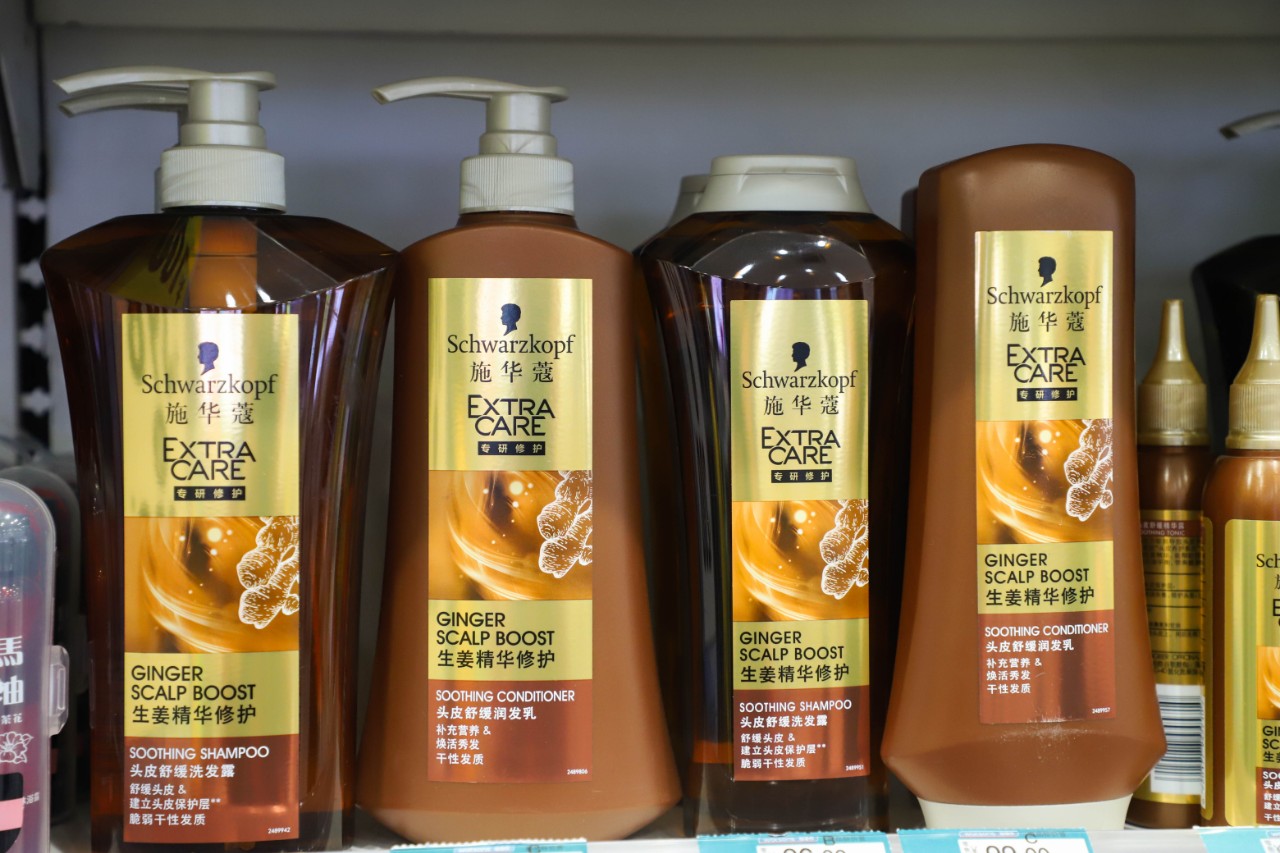 Schwarzkopf
施华蔻
EXTRA
CARE
专研修护
GINGER
SCALP BOOST
生姜精华修护
SOOTHING SHAMPOO
头皮舒缓洗发露
舒缓头皮 &
建立头皮保护层**
脆弱干性发质
2489942
Schwarzkopf
施华蔻
EXTRA
CARE
专研修护
GINGER
SCALP BOOST
生姜精华修护
SOOTHING CONDITIONER
头皮舒缓润发乳
补充营养 &
焕活秀发
干性发质
2489806
Schwarzkopf
施华蔻
EXTRA
CARE
专研修护
GINGER
SCALP BOOST
生姜精华修护
SOOTHING SHAMPOO
头皮舒缓洗发露
舒缓头皮 &
建立头皮保护层**
脆弱干性发质
Schwarzkopf
施华蔻
EXTRA
CARE
专研修护
GINGER
SCALP BOOST
生姜精华修护
SOOTHING CONDITIONER
头皮舒缓润发乳
补充营养 &
焕活秀发
干性发质
2489957
馬
油
B
C